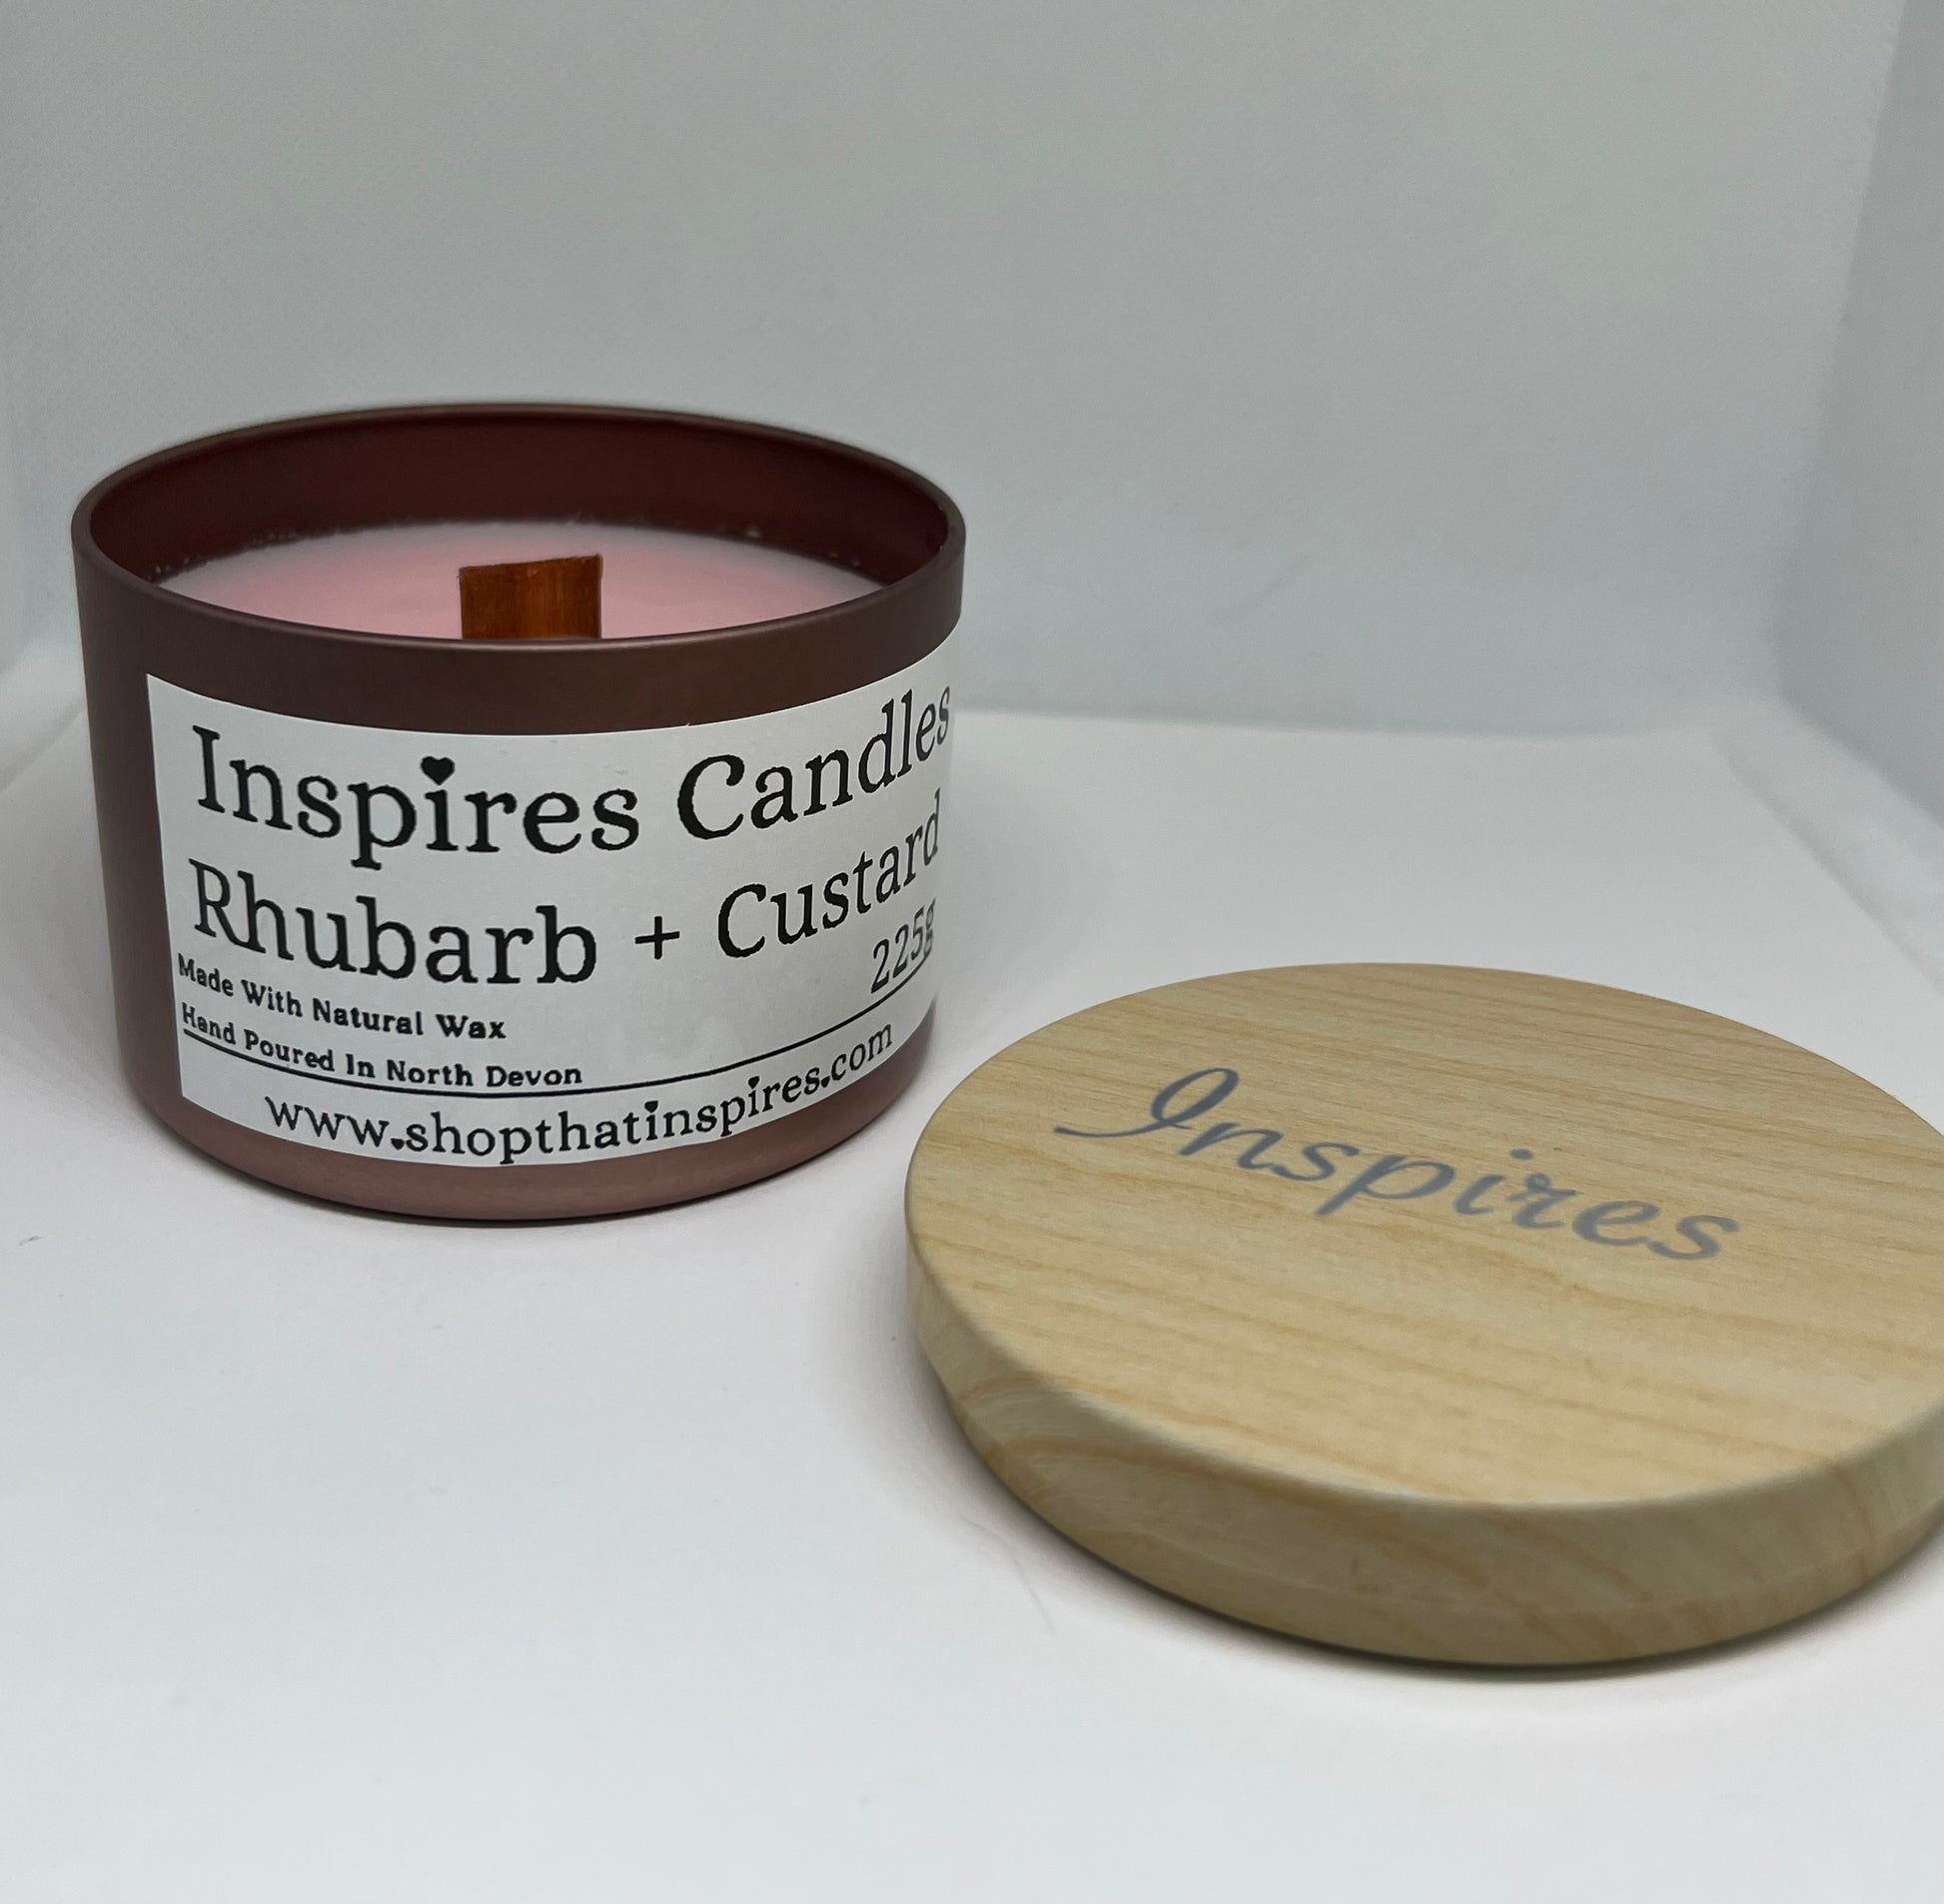 Inspires Candles
Rhubarb + Custard
225g
Made With Natural Wax
Hand Poured In North Devon
www.shopthatinspires.com
Inspires